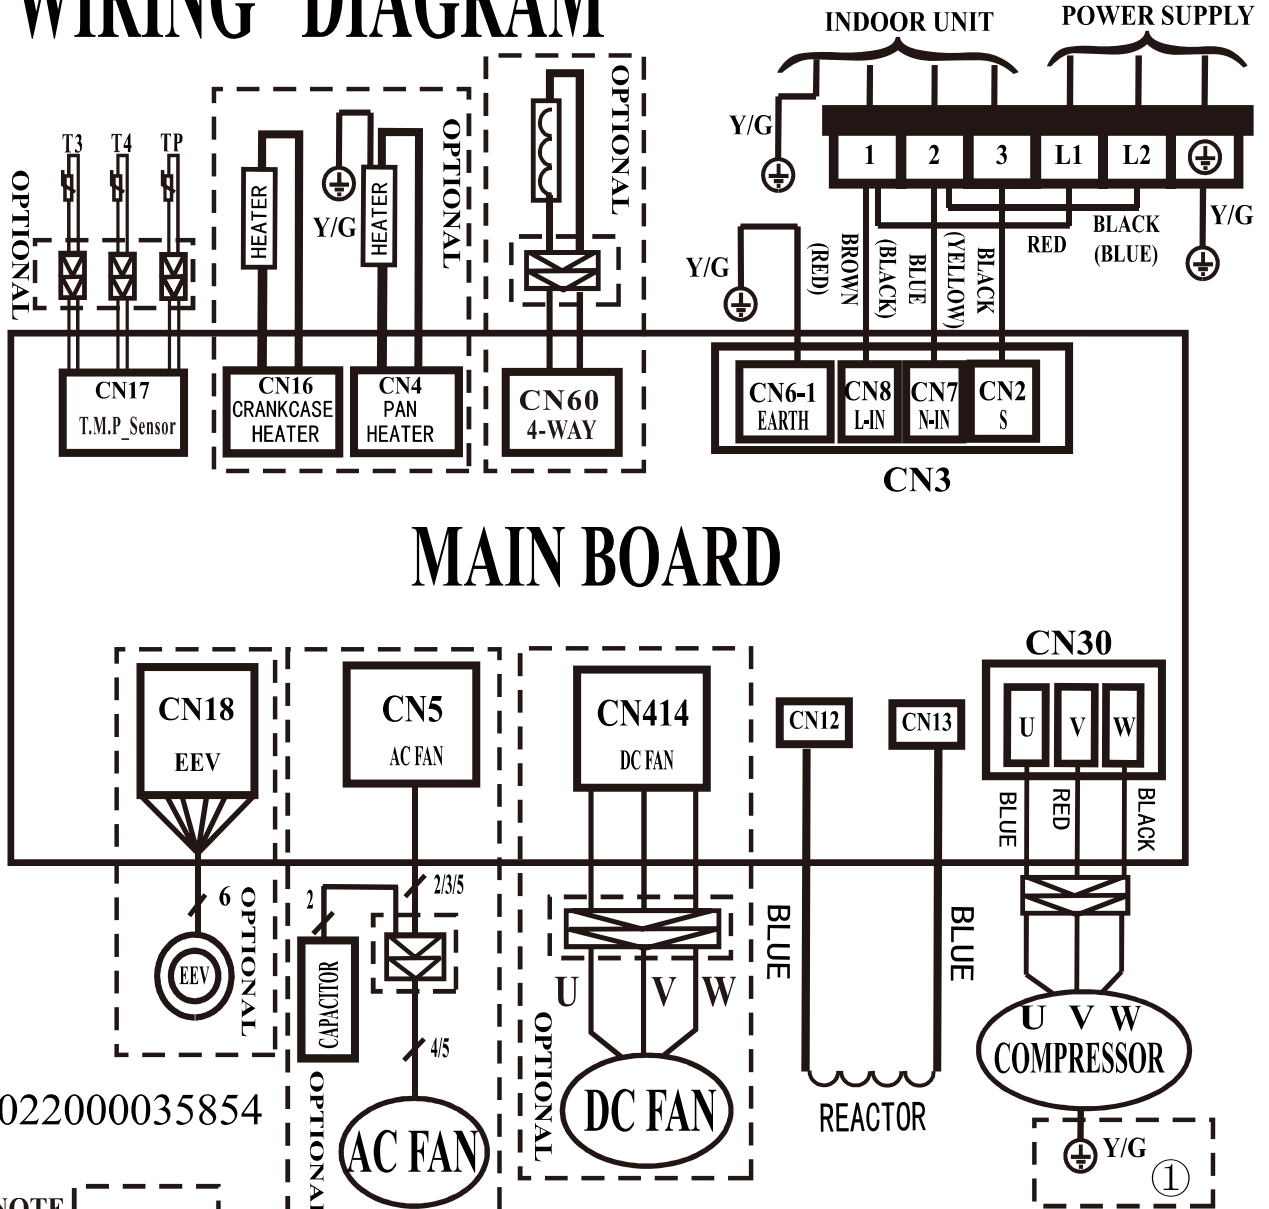 WIRING DIAGRAM
INDOOR UNIT
POWER SUPPLY
OPTIONAL
T3 T4 TP
OPTIONAL
HEATER
Y/G
HEATER
OPTIONAL
OPTIONAL
Y/G
1 2 3 L1 L2
Y/G
BLACK
(BLUE)
RED
Y/G
(RED)
BROWN
(BLACK)
BLUE
(YELLOW)
BLACK
CN17
T.M.P_Sensor
CN16
CRANKCASE
HEATER
CN4
PAN
HEATER
CN60
4-WAY
CN6-1
EARTH
CN8
L-IN
CN7
N-IN
CN2
S
CN3
MAIN BOARD
CN18
EEV
CN5
AC FAN
CN414
DC FAN
CN12
CN13
CN30
U V W
BLUE
RED
BLACK
6
EEV
OPTIONAL
2
2/3/5
CAPACITOR
4/5
OPTIONAL
AC FAN
U V W
OPTIONAL
DC FAN
BLUE
BLUE
REACTOR
U V W
COMPRESSOR
Y/G
①
022000035854
NOTE